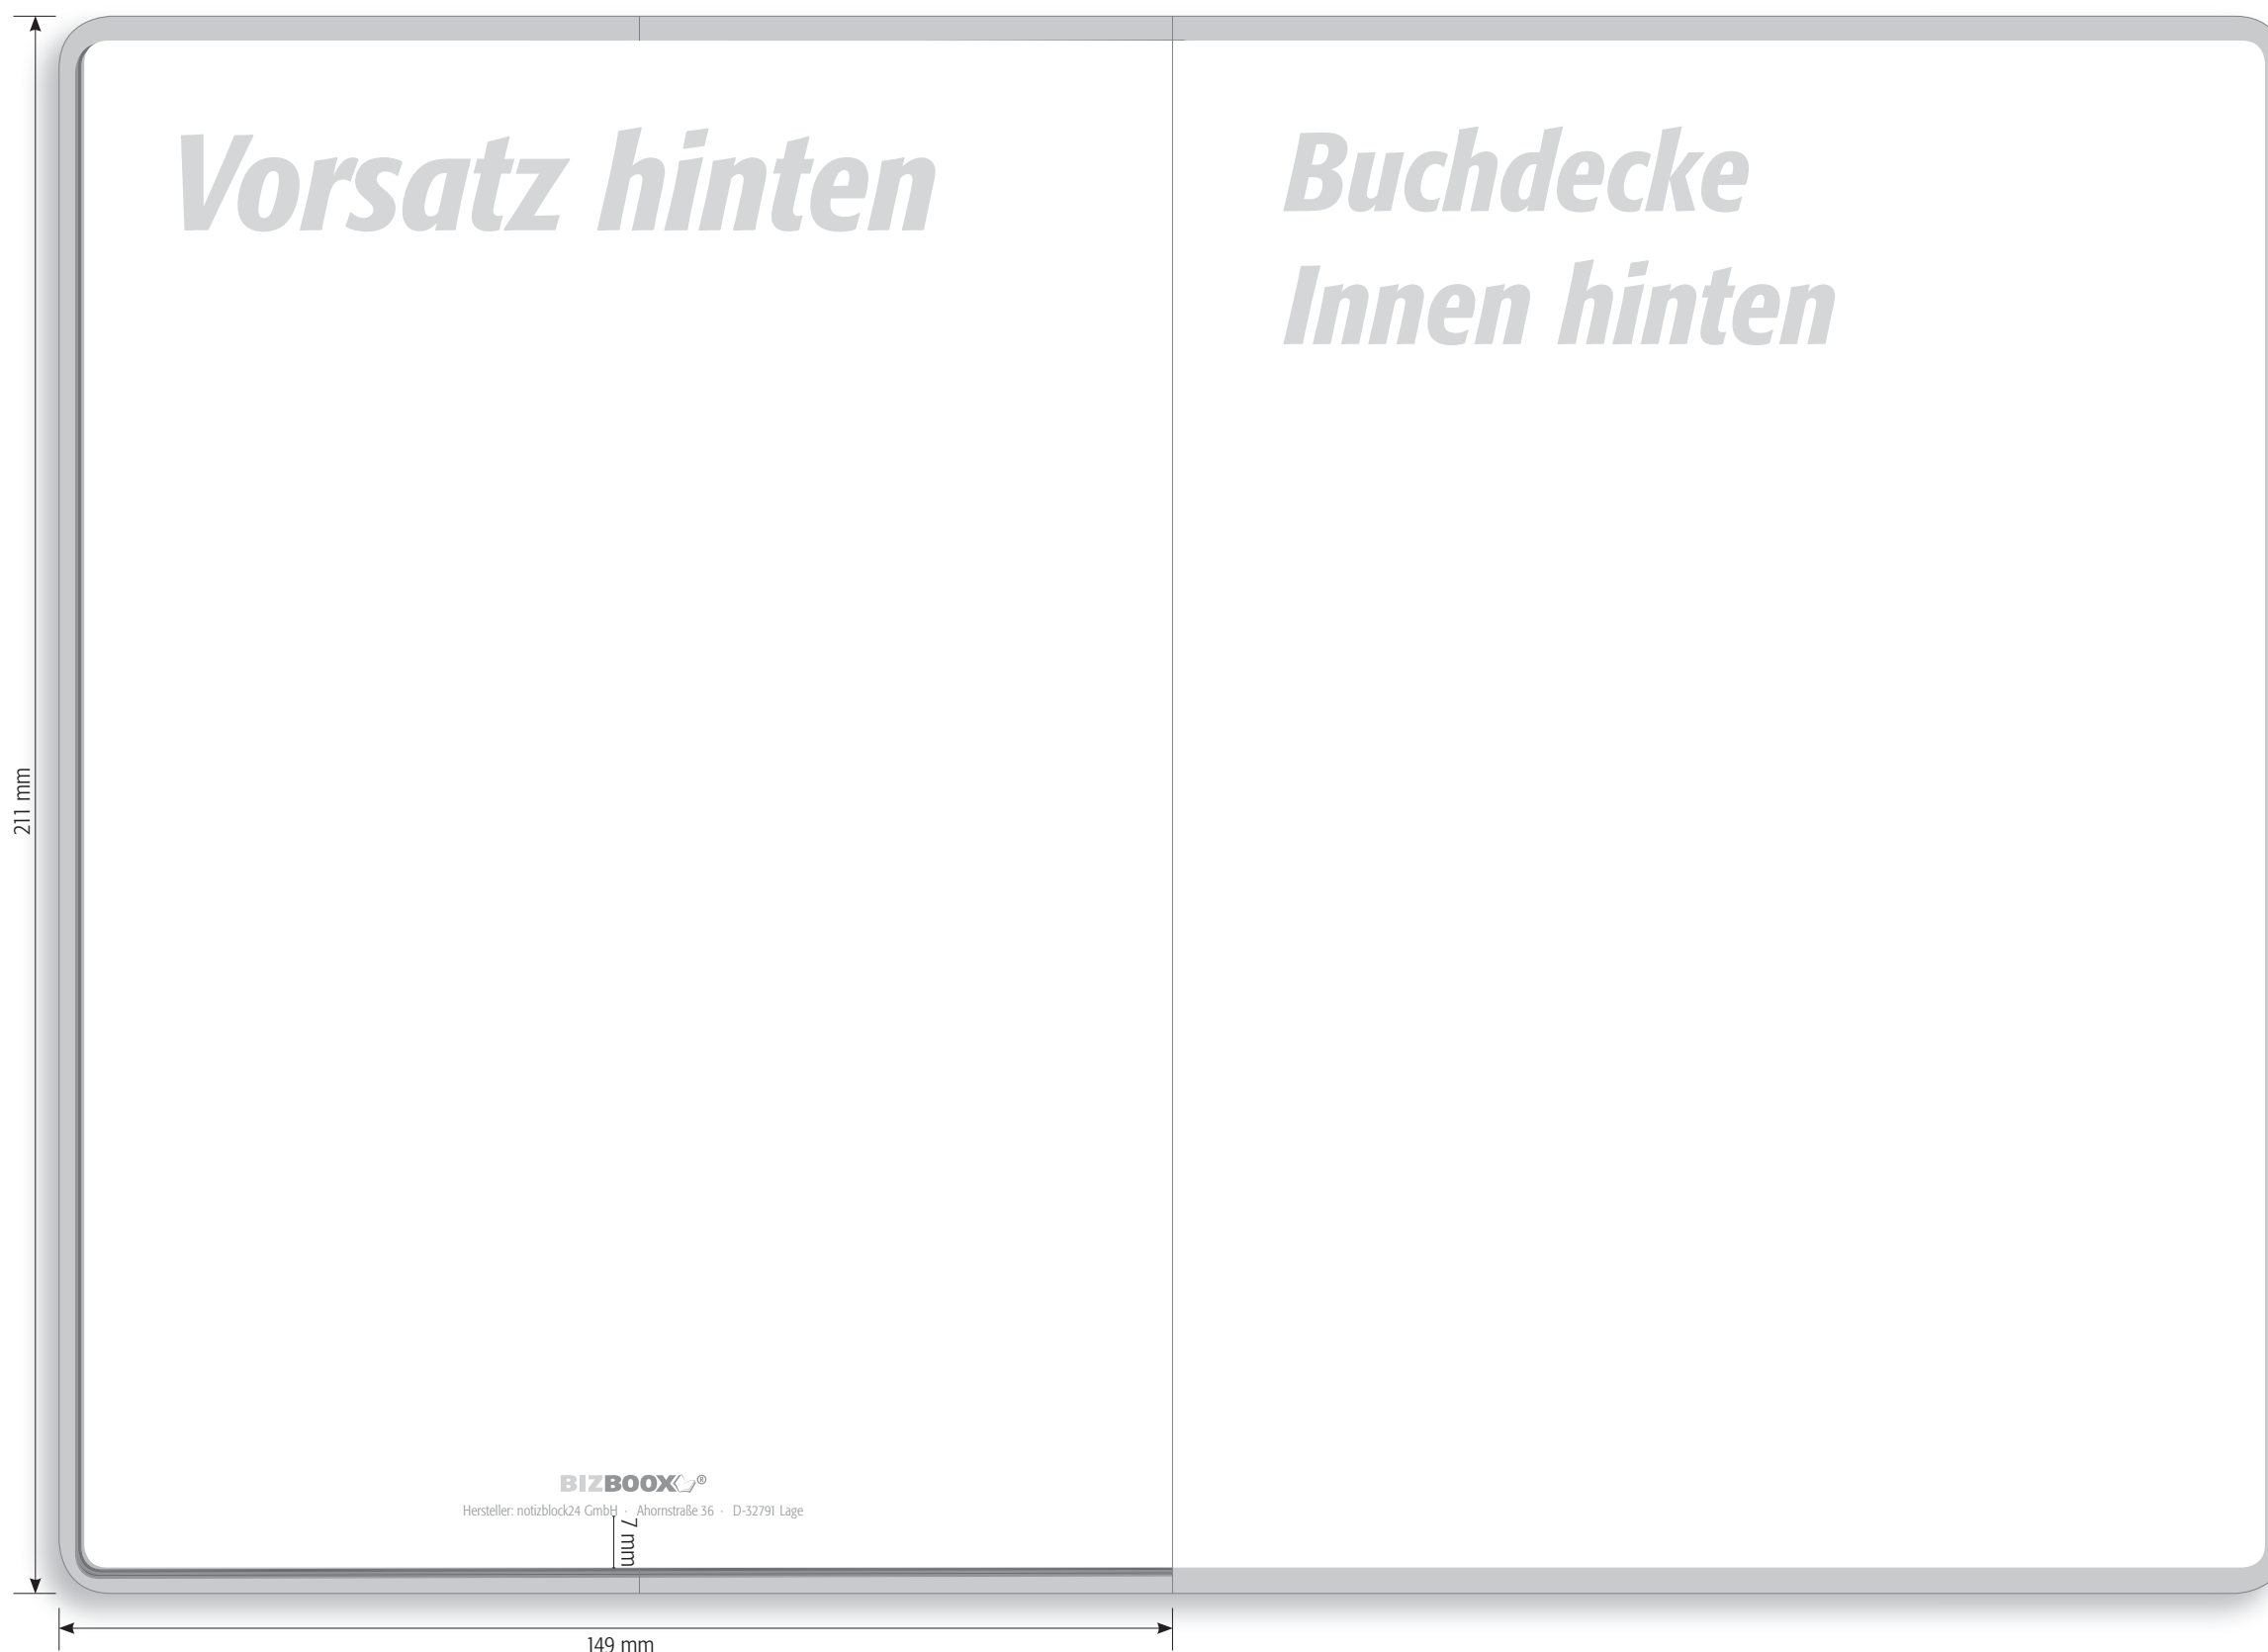 Vorsatz hinten
Buchdecke
Innen hinten
211 mm
BIZBOOX®
Hersteller: notizblock24 GmbH · Ahornstraße 36 · D-32791 Lage
7 mm
149 mm